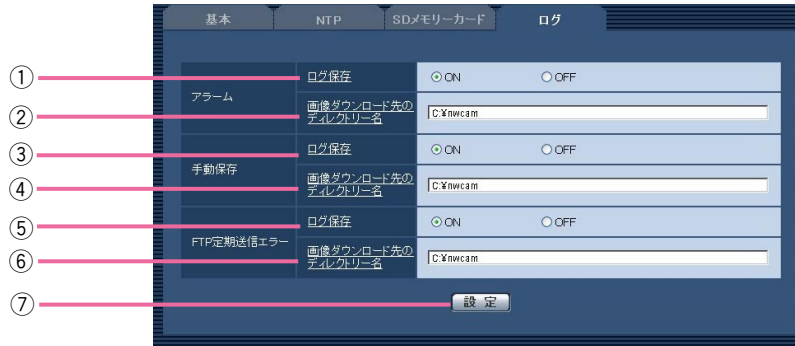 基本 NTP SDメモリーカード ログ
① ログ保存 ON OFF
アラーム
② 画像ダウンロード先の
ディレクトリー名 C:¥nwcam
③ ログ保存 ON OFF
手動保存
④ 画像ダウンロード先の
ディレクトリー名 C:¥nwcam
⑤ ログ保存 ON OFF
FTP定期送信エラー
⑥ 画像ダウンロード先の
ディレクトリー名 C:¥nwcam
⑦ 設定